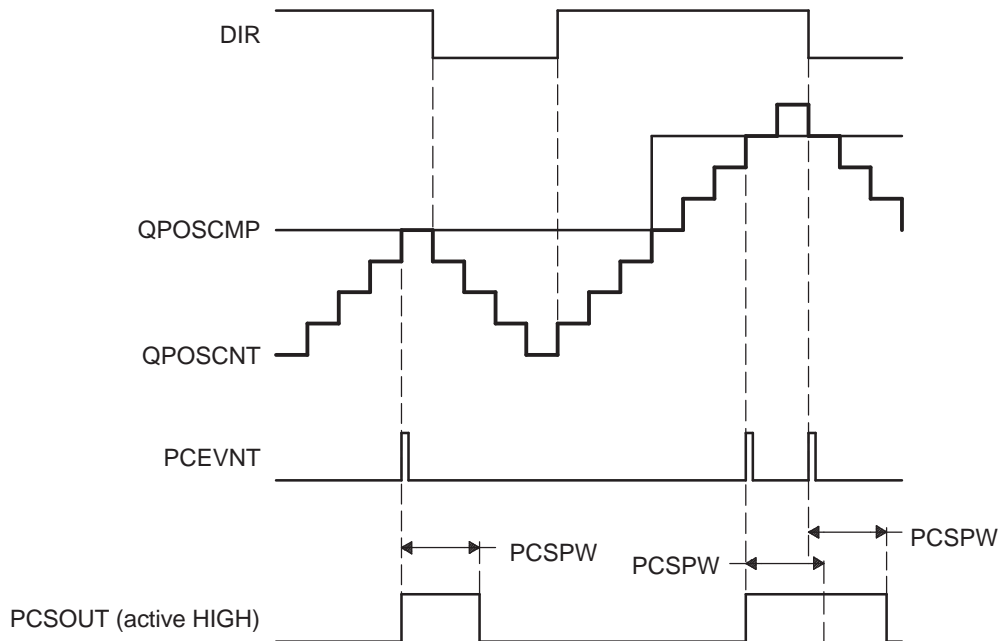 DIR
QPOSCMP
QPOSCNT
PCEVNT
PCSPW
PCSPW
PCSPW
PCSOUT (active HIGH)